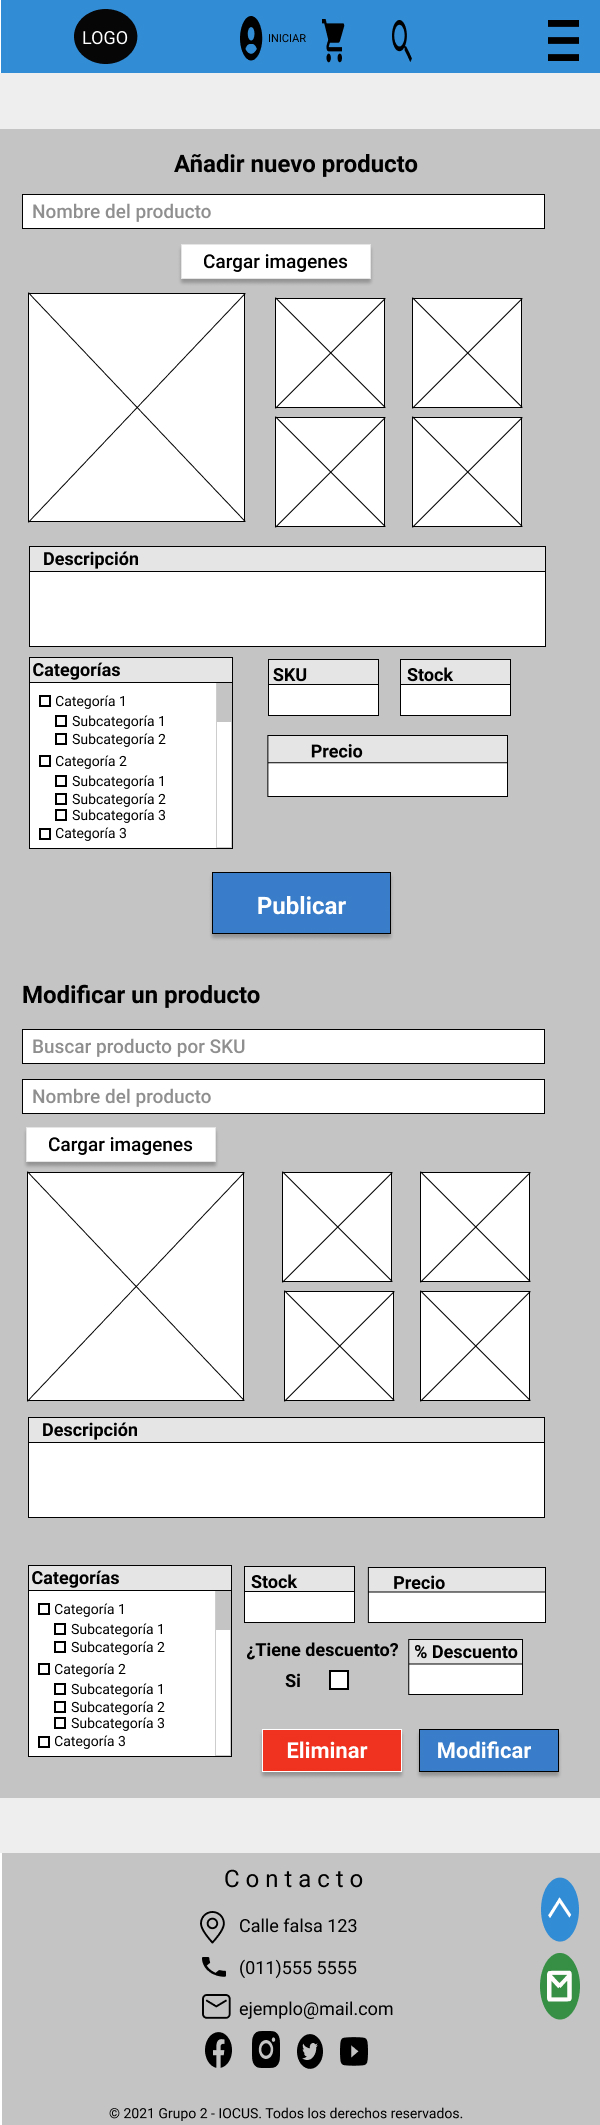 LOGO
INICIAR
Añadir nuevo producto
Nombre del producto
Cargar imagenes
Descripción
Categorías
Categoría 1
Subcategoría 1
Subcategoría 2
Categoría 2
Subcategoría 1
Subcategoría 2
Subcategoría 3
Categoría 3
SKU
Stock
Precio
Publicar
Modificar un producto
Buscar producto por SKU
Nombre del producto
Cargar imagenes
Descripción
Categorías
Categoría 1
Subcategoría 1
Subcategoría 2
Categoría 2
Subcategoría 1
Subcategoría 2
Subcategoría 3
Categoría 3
Stock
Precio
¿Tiene descuento?
Si
% Descuento
Eliminar
Modificar
Contacto
Calle falsa 123
(011)555 5555
ejemplo@mail.com
© 2021 Grupo 2 - IOCUS. Todos los derechos reservados.